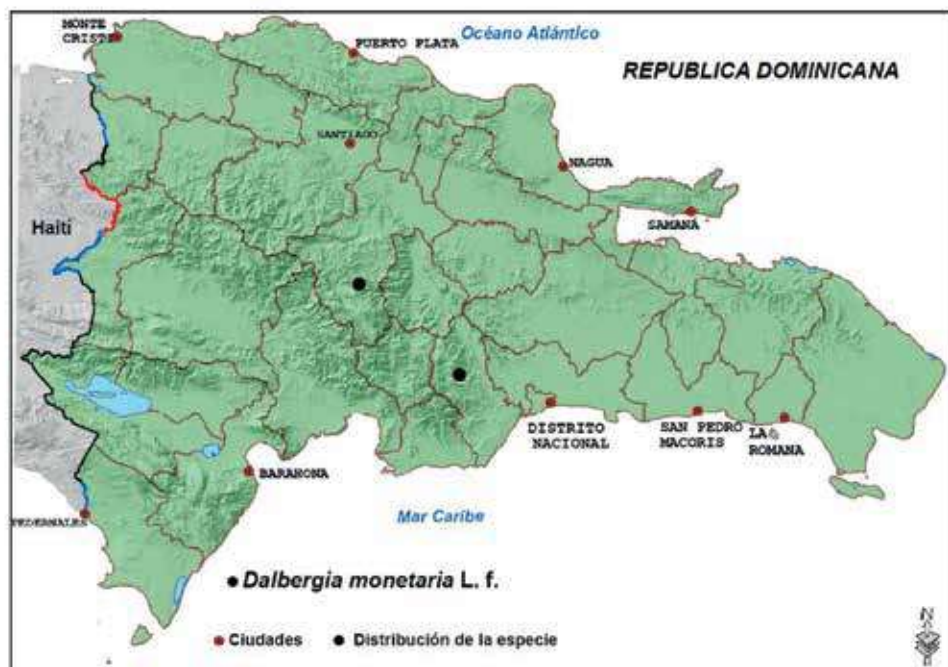 MONTE
CRISTI
PUERTO PLATA
Océano Atlántico
REPUBLICA DOMINICANA
SANTIAGO
NAGUA
SAMANA
Haití
DISTRITO
NACIONAL
SAN PEDRO
MACORIS
LA
ROMANA
BARAHONA
PEDERNALES
Mar Caribe
Dalbergia monetaria L. f.
Ciudades
Distribución de la especie
N